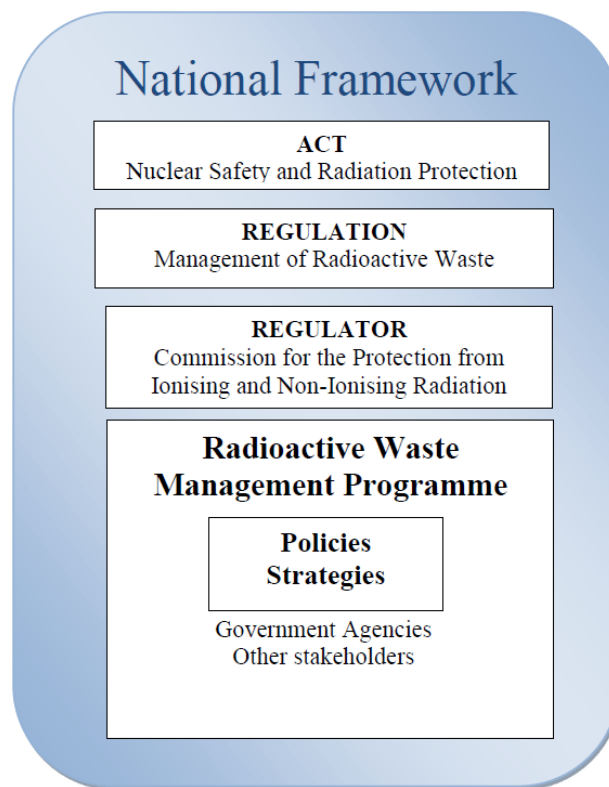 National Framework
ACT
Nuclear Safety and Radiation Protection
REGULATION
Management of Radioactive Waste
REGULATOR
Commission for the Protection from
Ionising and Non-Ionising Radiation
Radioactive Waste
Management Programme
Policies
Strategies
Government Agencies
Other stakeholders